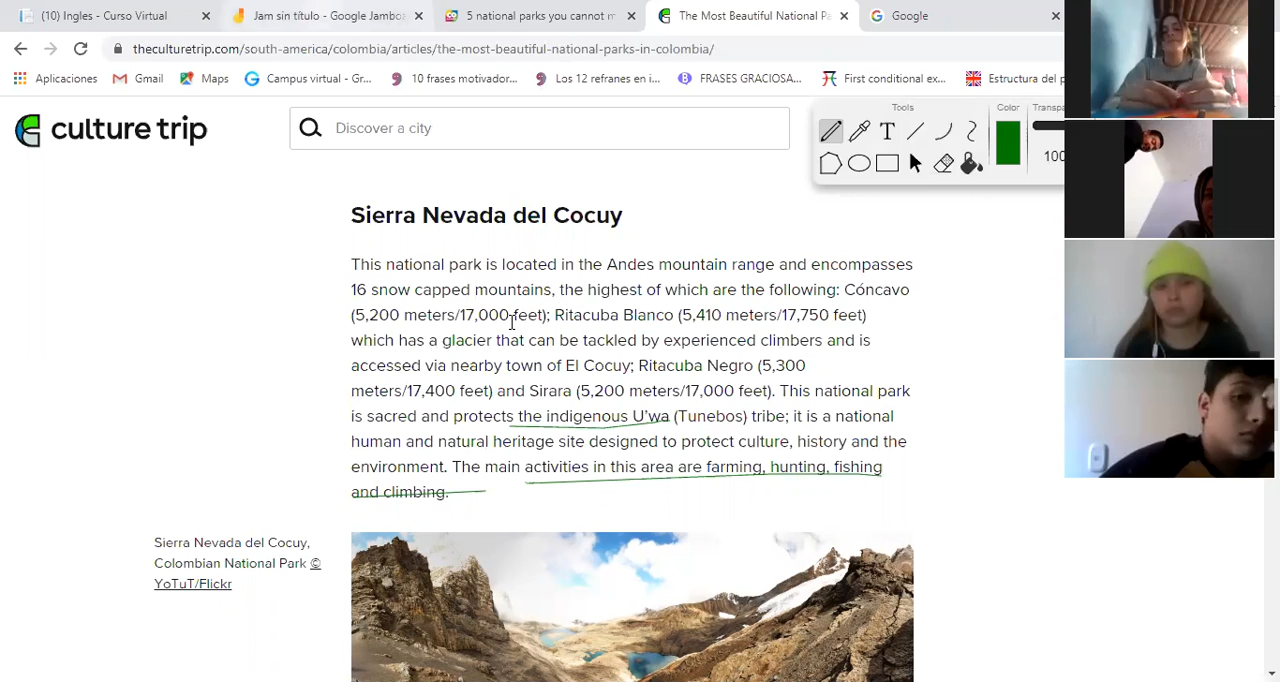 (10) Ingles - Curso Virtual
Jam sin título - Google Jamboa
5 national parks you cannot m
The Most Beautiful National Pa
Google
theculturetrip.com/south-america/colombia/articles/the-most-beautiful-national-parks-in-colombia/
Aplicaciones
Gmail
Maps
Campus virtual - Gr...
10 frases motivador...
Los 12 refranes en i...
FRASES GRACIOSA...
First conditional ex...
Estructura del p
culture trip
Discover a city
Tools
Color
Transpa
T
100
Sierra Nevada del Cocuy
This national park is located in the Andes mountain range and encompasses
16 snow capped mountains, the highest of which are the following: Cóncavo
(5,200 meters/17,000 feet); Ritacuba Blanco (5,410 meters/17,750 feet)
which has a glacier that can be tackled by experienced climbers and is
accessed via nearby town of El Cocuy; Ritacuba Negro (5,300
meters/17,400 feet) and Sirara (5,200 meters/17,000 feet). This national park
is sacred and protects the indigenous U'wa (Tunebos) tribe; it is a national
human and natural heritage site designed to protect culture, history and the
environment. The main activities in this area are farming, hunting, fishing
and climbing.
Sierra Nevada del Cocuy,
Colombian National Park ©
YoTuT/Flickr